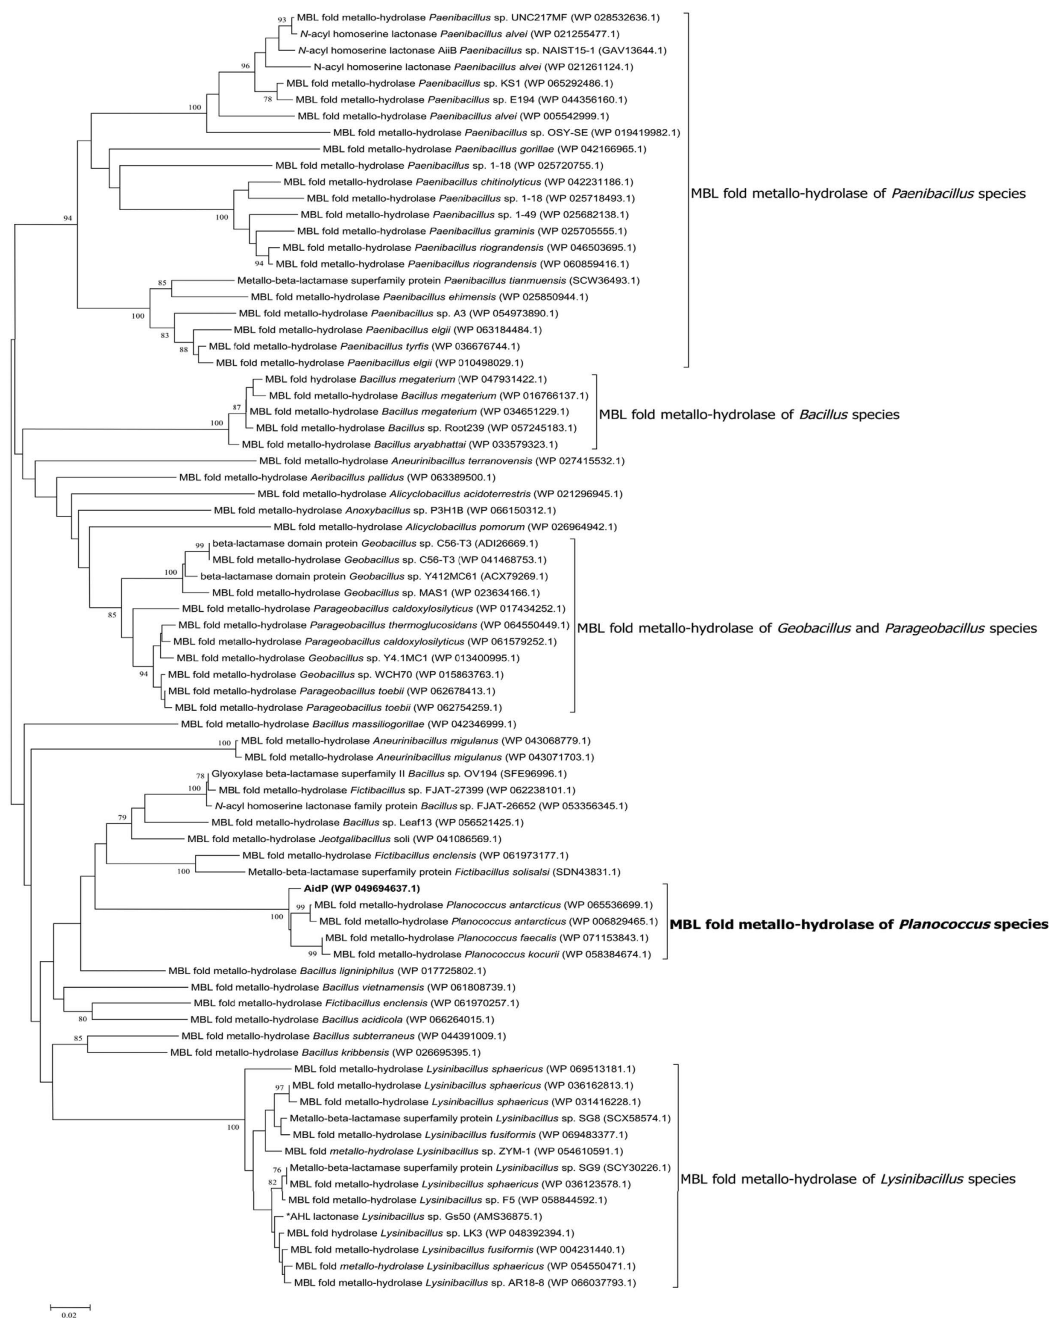 93
MBL fold metallo-hydrolase Paenibacillus sp. UNC217MF (WP 028532636.1)
N-acyl homoserine lactonase Paenibacillus alvei (WP 021255477.1)
N-acyl homoserine lactonase AiiB Paenibacillus sp. NAIST15-1 (GAV13644.1)
96
N-acyl homoserine lactonase Paenibacillus alvei (WP 021261124.1)
MBL fold metallo-hydrolase Paenibacillus sp. KS1 (WP 065292486.1)
78
MBL fold metallo-hydrolase Paenibacillus sp. E194 (WP 044356160.1)
100
MBL fold metallo-hydrolase Paenibacillus alvei (WP 005542999.1)
MBL fold metallo-hydrolase Paenibacillus sp. OSY-SE (WP 019419982.1)
MBL fold metallo-hydrolase Paenibacillus gorillae (WP 042166965.1)
MBL fold metallo-hydrolase Paenibacillus sp. 1-18 (WP 025720755.1)
MBL fold metallo-hydrolase Paenibacillus chitinolyticus (WP 042231186.1)
MBL fold metallo-hydrolase of Paenibacillus species
MBL fold metallo-hydrolase Paenibacillus sp. 1-18 (WP 025718493.1)
100
MBL fold metallo-hydrolase Paenibacillus sp. 1-49 (WP 025682138.1)
94
MBL fold metallo-hydrolase Paenibacillus graminis (WP 025705555.1)
MBL fold metallo-hydrolase Paenibacillus riograndensis (WP 046503695.1)
94
MBL fold metallo-hydrolase Paenibacillus riograndensis (WP 060859416.1)
85
Metallo-beta-lactamase superfamily protein Paenibacillus tianmuensis (SCW36493.1)
MBL fold metallo-hydrolase Paenibacillus ehimensis (WP 025850944.1)
100
MBL fold metallo-hydrolase Paenibacillus sp. A3 (WP 054973890.1)
83
MBL fold metallo-hydrolase Paenibacillus elgii (WP 063184484.1)
88
MBL fold metallo-hydrolase Paenibacillus tyrfis (WP 036676744.1)
MBL fold metallo-hydrolase Paenibacillus elgii (WP 010498029.1)
MBL fold hydrolase Bacillus megaterium (WP 047931422.1)
MBL fold metallo-hydrolase Bacillus megaterium (WP 016766137.1)
87
MBL fold metallo-hydrolase Bacillus megaterium (WP 034651229.1)
MBL fold metallo-hydrolase of Bacillus species
100
MBL fold metallo-hydrolase Bacillus sp. Root239 (WP 057245183.1)
MBL fold metallo-hydrolase Bacillus aryabhattai (WP 033579323.1)
MBL fold metallo-hydrolase Aneurinibacillus terranovensis (WP 027415532.1)
MBL fold metallo-hydrolase Aeribacillus pallidus (WP 063389500.1)
MBL fold metallo-hydrolase Alicyclobacillus acidoterrestris (WP 021296945.1)
MBL fold metallo-hydrolase Anoxybacillus sp. P3H1B (WP 066150312.1)
MBL fold metallo-hydrolase Alicyclobacillus pomorum (WP 026964942.1)
99
beta-lactamase domain protein Geobacillus sp. C56-T3 (ADI26669.1)
MBL fold metallo-hydrolase Geobacillus sp. C56-T3 (WP 041468753.1)
100
beta-lactamase domain protein Geobacillus sp. Y412MC61 (ACX79269.1)
MBL fold metallo-hydrolase Geobacillus sp. MAS1 (WP 023634166.1)
85
MBL fold metallo-hydrolase Parageobacillus caldoxylosilyticus (WP 017434252.1)
MBL fold metallo-hydrolase Parageobacillus thermoglucosidans (WP 064550449.1)
MBL fold metallo-hydrolase of Geobacillus and Parageobacillus species
MBL fold metallo-hydrolase Parageobacillus caldoxylosilyticus (WP 061579252.1)
MBL fold metallo-hydrolase Geobacillus sp. Y4.1MC1 (WP 013400995.1)
94
MBL fold metallo-hydrolase Geobacillus sp. WCH70 (WP 015863763.1)
MBL fold metallo-hydrolase Parageobacillus toebii (WP 062678413.1)
MBL fold metallo-hydrolase Parageobacillus toebii (WP 062754259.1)
MBL fold metallo-hydrolase Bacillus massiliogorillae (WP 042346999.1)
100
MBL fold metallo-hydrolase Aneurinibacillus migulanus (WP 043068779.1)
MBL fold metallo-hydrolase Aneurinibacillus migulanus (WP 043071703.1)
78
Glyoxylase beta-lactamase superfamily II Bacillus sp. OV194 (SFE96996.1)
100
MBL fold metallo-hydrolase Fictibacillus sp. FJAT-27399 (WP 062238101.1)
N-acyl homoserine lactonase family protein Bacillus sp. FJAT-26652 (WP 053356345.1)
79
MBL fold metallo-hydrolase Bacillus sp. Leaf13 (WP 056521425.1)
MBL fold metallo-hydrolase Jeotgalibacillus soli (WP 041086569.1)
MBL fold metallo-hydrolase Fictibacillus enclensis (WP 061973177.1)
100
Metallo-beta-lactamase superfamily protein Fictibacillus solisalsi (SDN43831.1)
AidP (WP 049694637.1)
99
MBL fold metallo-hydrolase Planococcus antarcticus (WP 065536699.1)
100
MBL fold metallo-hydrolase Planococcus antarcticus (WP 006829465.1)
MBL fold metallo-hydrolase of Planococcus species
MBL fold metallo-hydrolase Planococcus faecalis (WP 071153843.1)
99
MBL fold metallo-hydrolase Planococcus kocurii (WP 058384674.1)
MBL fold metallo-hydrolase Bacillus ligniniphilus (WP 017725802.1)
MBL fold metallo-hydrolase Bacillus vietnamensis (WP 061808739.1)
MBL fold metallo-hydrolase Fictibacillus enclensis (WP 061970257.1)
80
MBL fold metallo-hydrolase Bacillus acidicola (WP 066264015.1)
85
MBL fold metallo-hydrolase Bacillus subterraneus (WP 044391009.1)
MBL fold metallo-hydrolase Bacillus kribbensis (WP 026695395.1)
MBL fold metallo-hydrolase Lysinibacillus sphaericus (WP 069513181.1)
97
MBL fold metallo-hydrolase Lysinibacillus sphaericus (WP 036162813.1)
MBL fold metallo-hydrolase Lysinibacillus sphaericus (WP 031416228.1)
100
Metallo-beta-lactamase superfamily protein Lysinibacillus sp. SG8 (SCX58574.1)
MBL fold metallo-hydrolase Lysinibacillus fusiformis (WP 069483377.1)
MBL fold metallo-hydrolase Lysinibacillus sp. ZYM-1 (WP 054610591.1)
76
Metallo-beta-lactamase superfamily protein Lysinibacillus sp. SG9 (SCY30226.1)
MBL fold metallo-hydrolase of Lysinibacillus species
82
MBL fold metallo-hydrolase Lysinibacillus sphaericus (WP 036123578.1)
MBL fold metallo-hydrolase Lysinibacillus sp. F5 (WP 058844592.1)
*AHL lactonase Lysinibacillus sp. Gs50 (AMS36875.1)
MBL fold hydrolase Lysinibacillus sp. LK3 (WP 048392394.1)
MBL fold metallo-hydrolase Lysinibacillus fusiformis (WP 004231440.1)
MBL fold metallo-hydrolase Lysinibacillus sphaericus (WP 054550471.1)
MBL fold metallo-hydrolase Lysinibacillus sp. AR18-8 (WP 066037793.1)
0.02